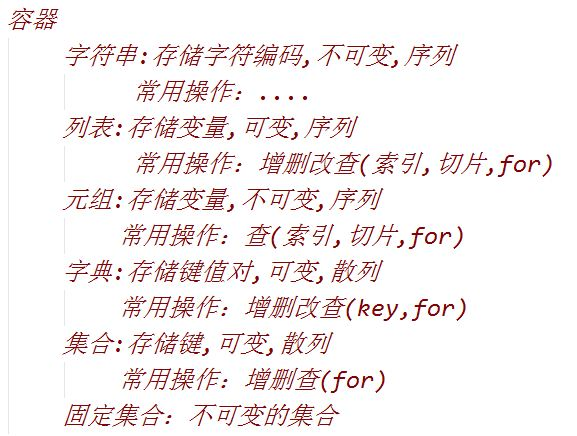 容器
字符串:存储字符编码,不可变,序列
常用操作：....
列表:存储变量,可变,序列
常用操作：增删改查(索引,切片,for)
元组:存储变量,不可变,序列
常用操作：查(索引,切片,for)
字典:存储键值对,可变,散列
常用操作：增删改查(key,for)
集合:存储键,可变,散列
常用操作：增删查(for)
固定集合：不可变的集合